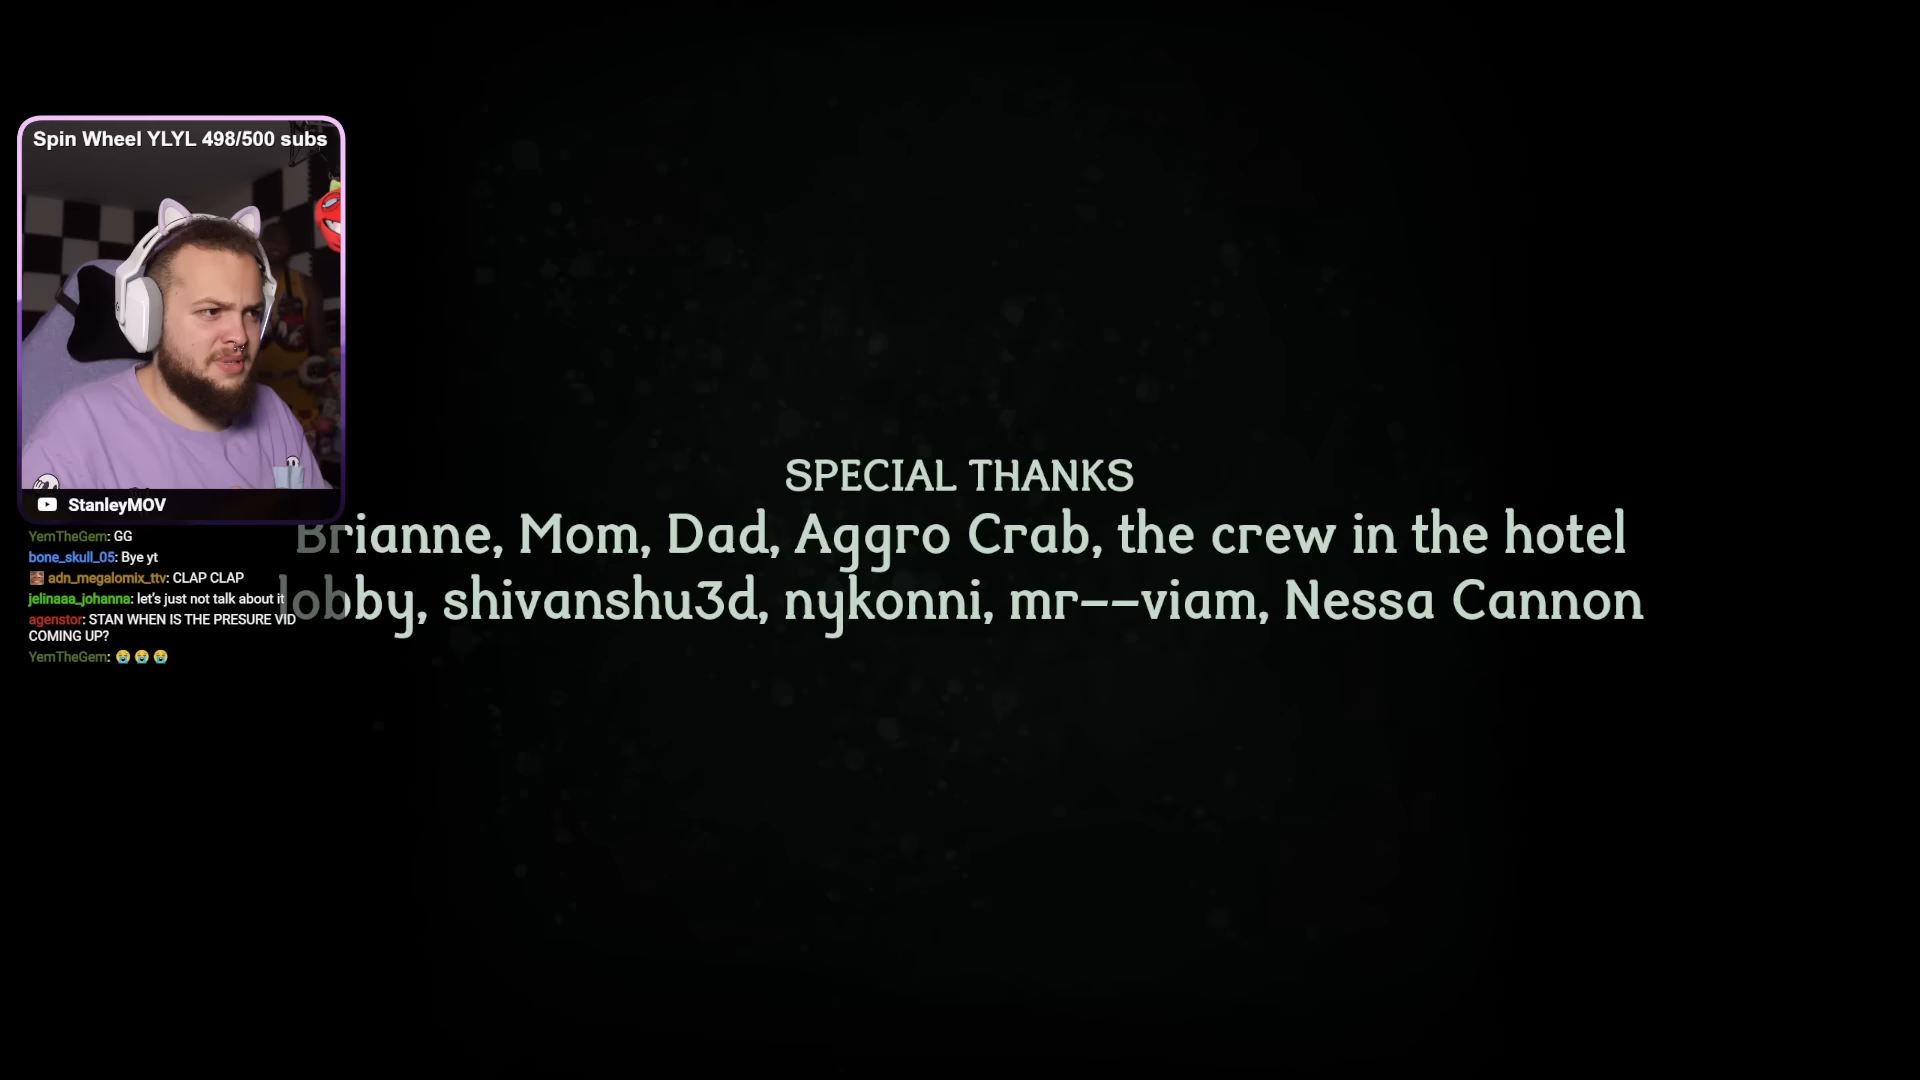 Spin Wheel YLYL 498/500 subs
StanleyMOV
YemTheGem: GG
bone_skull_05: Bye yt
adn_megalomix_ttv: CLAP CLAP
jelinaaa_johanna: let's just not talk about it
agenstor: STAN WHEN IS THE PRESURE VID
COMING UP?
YemTheGem: 😭 😭 😭
SPECIAL THANKS
Brianne, Mom, Dad, Aggro Crab, the crew in the hotel
lobby, shivanshu3d, nykonni, mr--viam, Nessa Cannon